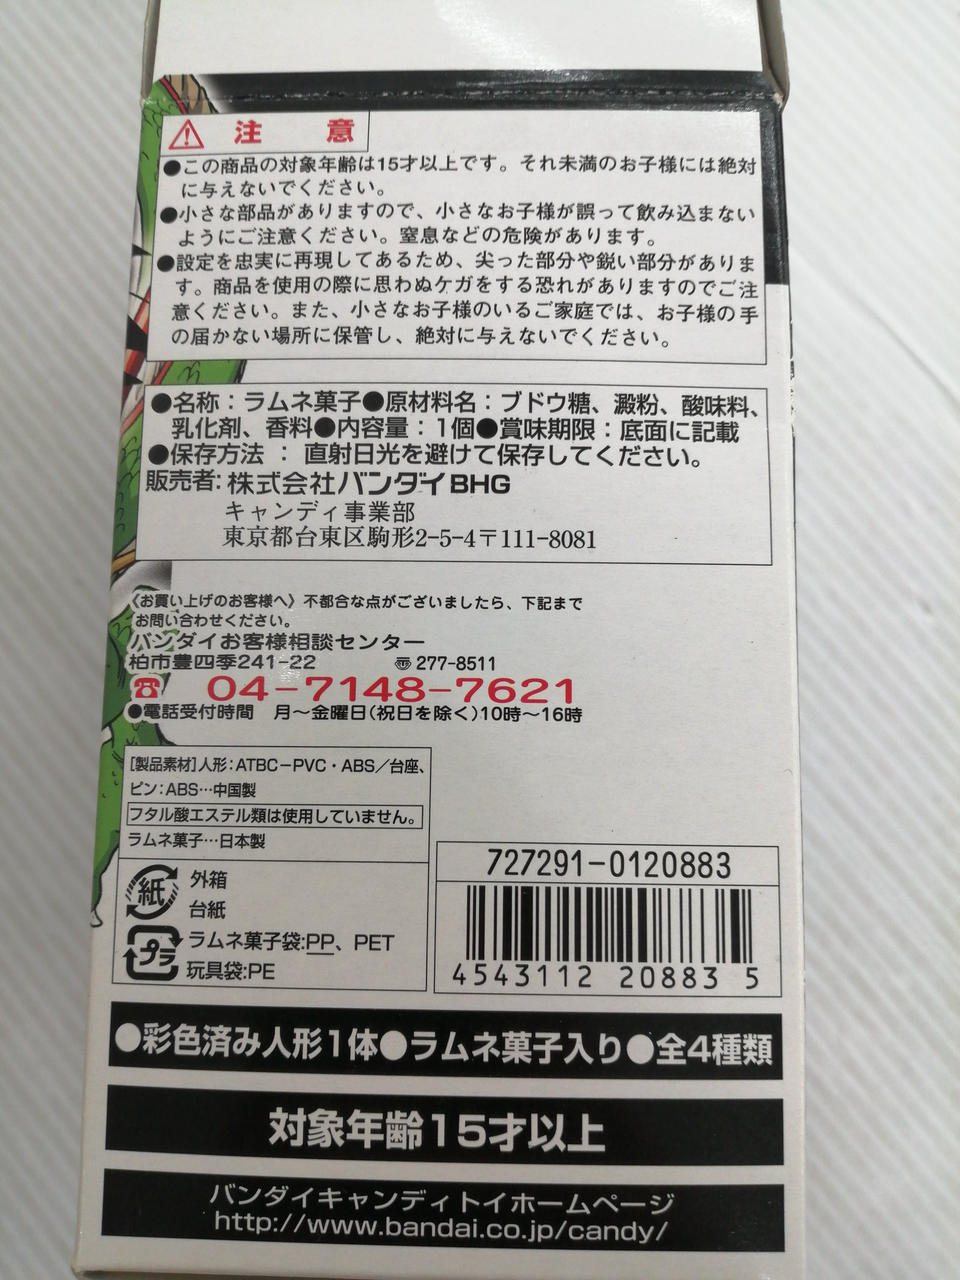 注意
●この商品の対象年齢は15才以上です。それ未満のお子様には絶対
に与えないでください。
●小さな部品がありますので、小さなお子様が誤って飲み込まない
ようにご注意ください。窒息などの危険があります。
●設定を忠実に再現してあるため、尖った部分や鋭い部分がありま
す。商品を使用の際に思わぬケガをする恐れがありますのでご注
意ください。また、小さなお子様のいるご家庭では、お子様の手
の届かない場所に保管し、絶対に与えないでください。
●名称：ラムネ菓子●原材料名：ブドウ糖、澱粉、酸味料、
乳化剤、香料●内容量：1個●賞味期限：底面に記載
●保存方法：直射日光を避けて保存してください。
販売者：株式会社バンダイBHG
キャンディ事業部
東京都台東区駒形2-5-4〒111-8081
〈お買い上げのお客様へ〉不都合な点がございましたら、下記まで
お問い合わせください。
バンダイお客様相談センター
柏市豊四季241-22 〠277-8511
☎ 04-7148-7621
●電話受付時間 月〜金曜日(祝日を除く)10時〜16時
[製品素材]人形：ATBC-PVC・ABS／台座、
ピン：ABS…中国製
フタル酸エステル類は使用していません。
ラムネ菓子…日本製
紙 外箱
台紙
プラ ラムネ菓子袋:PP、PET
玩具袋:PE
727291-0120883
4543112 20883 5
●彩色済み人形1体●ラムネ菓子入り●全4種類
対象年齢15才以上
バンダイキャンディトイホームページ
http://www.bandai.co.jp/candy/